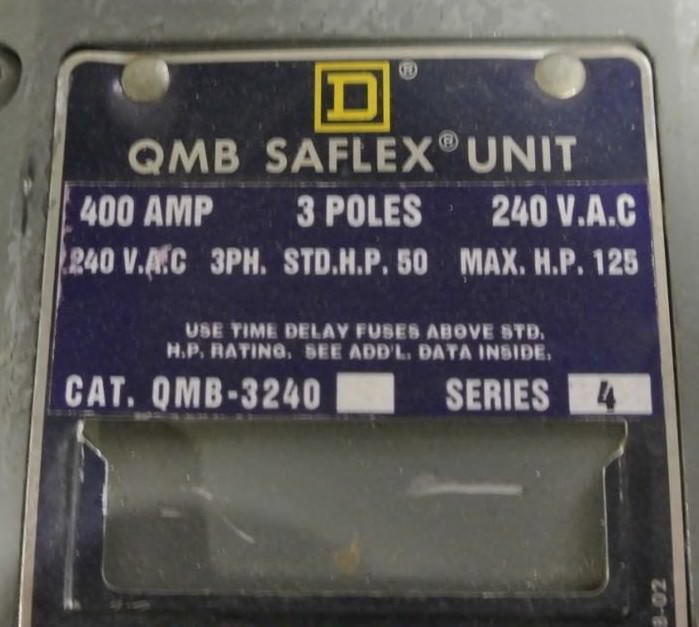 D ®
QMB SAFLEX® UNIT
400 AMP 3 POLES 240 V.A.C
240 V.A.C 3PH. STD.H.P. 50 MAX. H.P. 125
USE TIME DELAY FUSES ABOVE STD.
H.P. RATING. SEE ADD'L. DATA INSIDE.
CAT. QMB-3240 SERIES 4